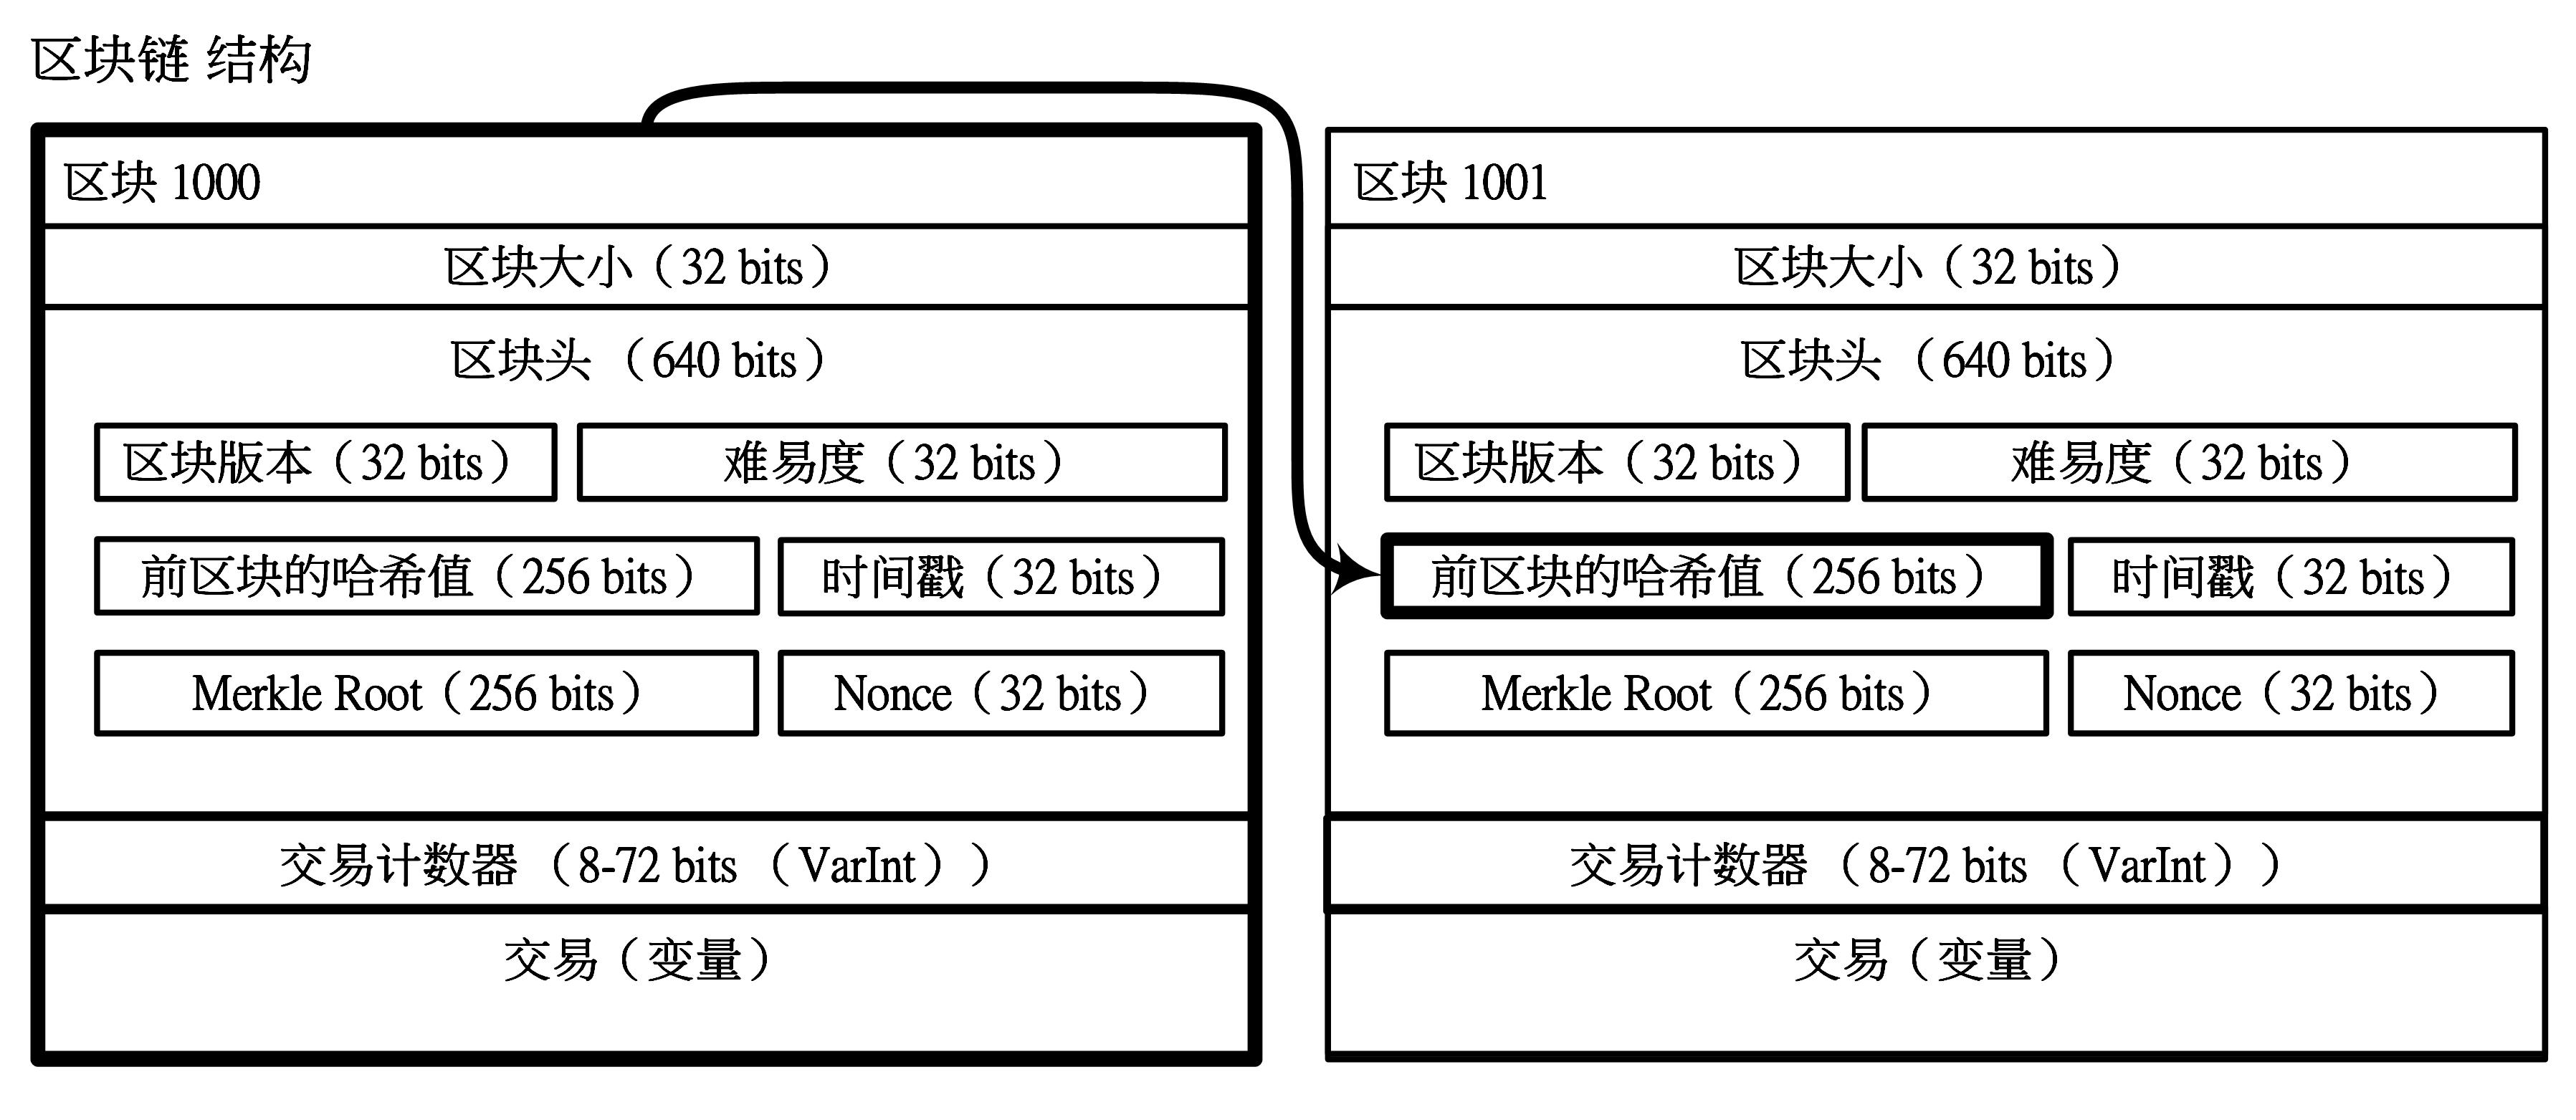 区块链 结构
区块 1000
区块大小（32 bits）
区块头 （640 bits）
区块版本（32 bits）
难易度（32 bits）
前区块的哈希值（256 bits）
时间戳（32 bits）
Merkle Root（256 bits）
Nonce（32 bits）
交易计数器 （8-72 bits （VarInt））
交易（变量）
区块 1001
区块大小（32 bits）
区块头 （640 bits）
区块版本（32 bits）
难易度（32 bits）
前区块的哈希值（256 bits）
时间戳（32 bits）
Merkle Root（256 bits）
Nonce（32 bits）
交易计数器 （8-72 bits （VarInt））
交易（变量）